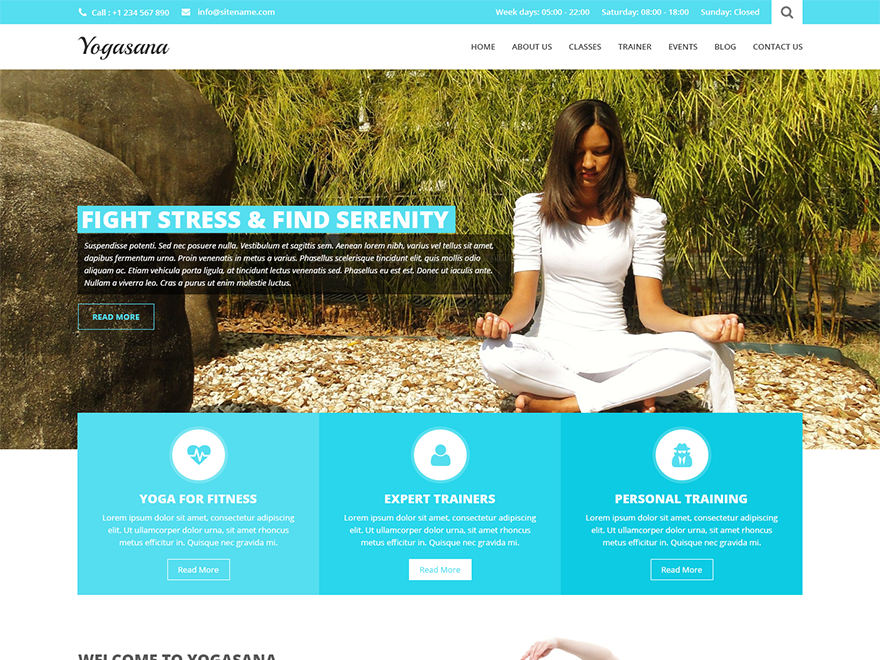 Call : +1 234 567 890 info@sitename.com Week days: 05:00 - 22:00 Saturday: 08:00 - 18:00 Sunday: Closed
Yogasana
HOME ABOUT US CLASSES TRAINER EVENTS BLOG CONTACT US
FIGHT STRESS & FIND SERENITY
Suspendisse potenti. Sed nec posuere nulla. Vestibulum et sagittis sem. Aenean lorem nibh, varius vel tellus sit amet,
dapibus fermentum urna. Proin venenatis in metus a varius. Phasellus scelerisque tincidunt elit, quis mollis odio
aliquam ac. Etiam vehicula porta ligula, at tincidunt lectus venenatis sed. Phasellus eu est est. Donec ut iaculis ante.
Nullam a viverra leo. Cras a purus ut enim molestie luctus.
READ MORE
YOGA FOR FITNESS
Lorem ipsum dolor sit amet, consectetur adipiscing
elit. Ut ullamcorper dolor urna, sit amet rhoncus
metus efficitur in. Quisque nec gravida mi.
Read More
EXPERT TRAINERS
Lorem ipsum dolor sit amet, consectetur adipiscing
elit. Ut ullamcorper dolor urna, sit amet rhoncus
metus efficitur in. Quisque nec gravida mi.
Read More
PERSONAL TRAINING
Lorem ipsum dolor sit amet, consectetur adipiscing
elit. Ut ullamcorper dolor urna, sit amet rhoncus
metus efficitur in. Quisque nec gravida mi.
Read More
WELCOME TO YOGASANA